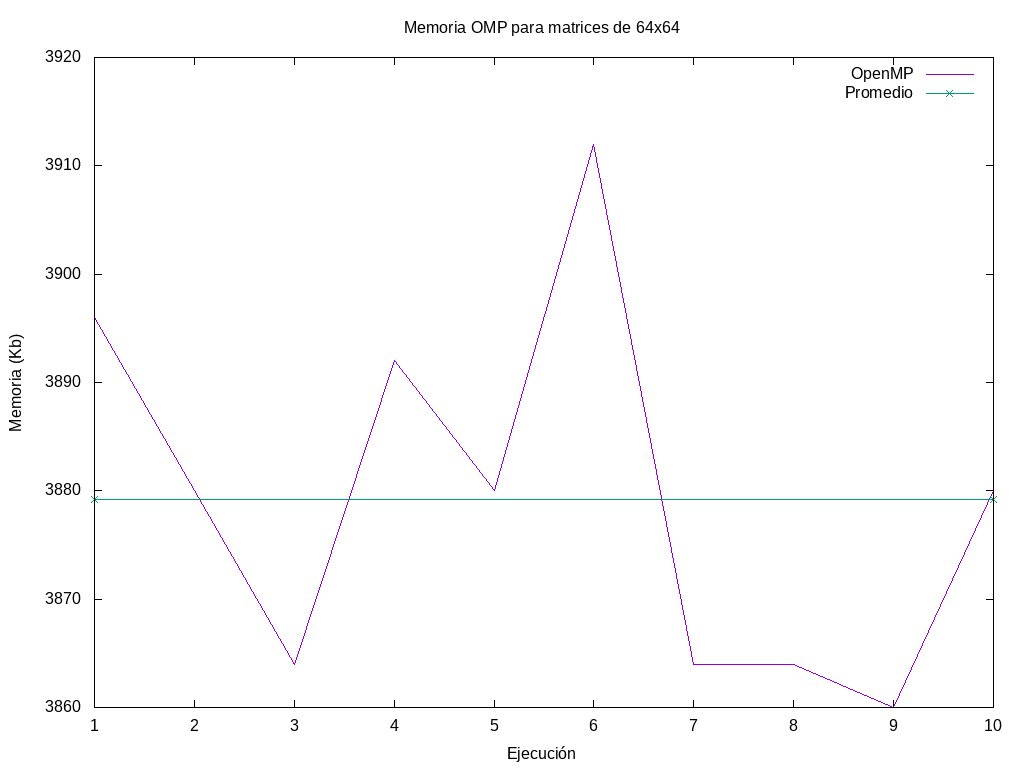 Memoria OMP para matrices de 64x64
OpenMP
Promedio
3920
3910
3900
3890
3880
3870
3860
Memoria (Kb)
1 2 3 4 5 6 7 8 9 10
Ejecución